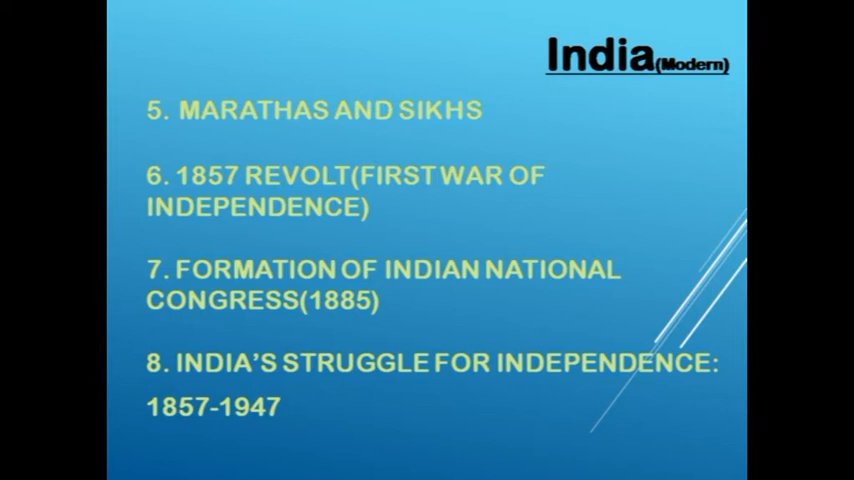 India(Modern)
5. MARATHAS AND SIKHS
6. 1857 REVOLT(FIRST WAR OF
INDEPENDENCE)
7. FORMATION OF INDIAN NATIONAL
CONGRESS(1885)
8. INDIA'S STRUGGLE FOR INDEPENDENCE:
1857-1947